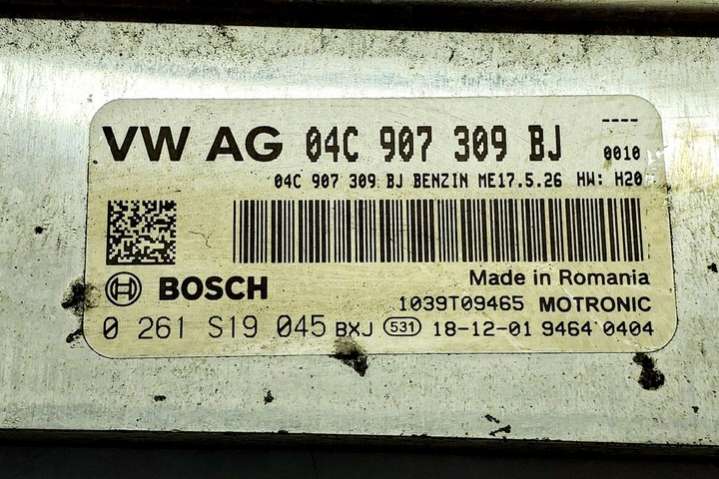 ----
VW AG 04C 907 309 BJ 0010
04C 907 309 BJ BENZIN ME17.5.26 HW: H20
BOSCH
Made in Romania
1039T09465 MOTRONIC
0 261 S19 045 BXJ 531 18-12-01 9464 0404